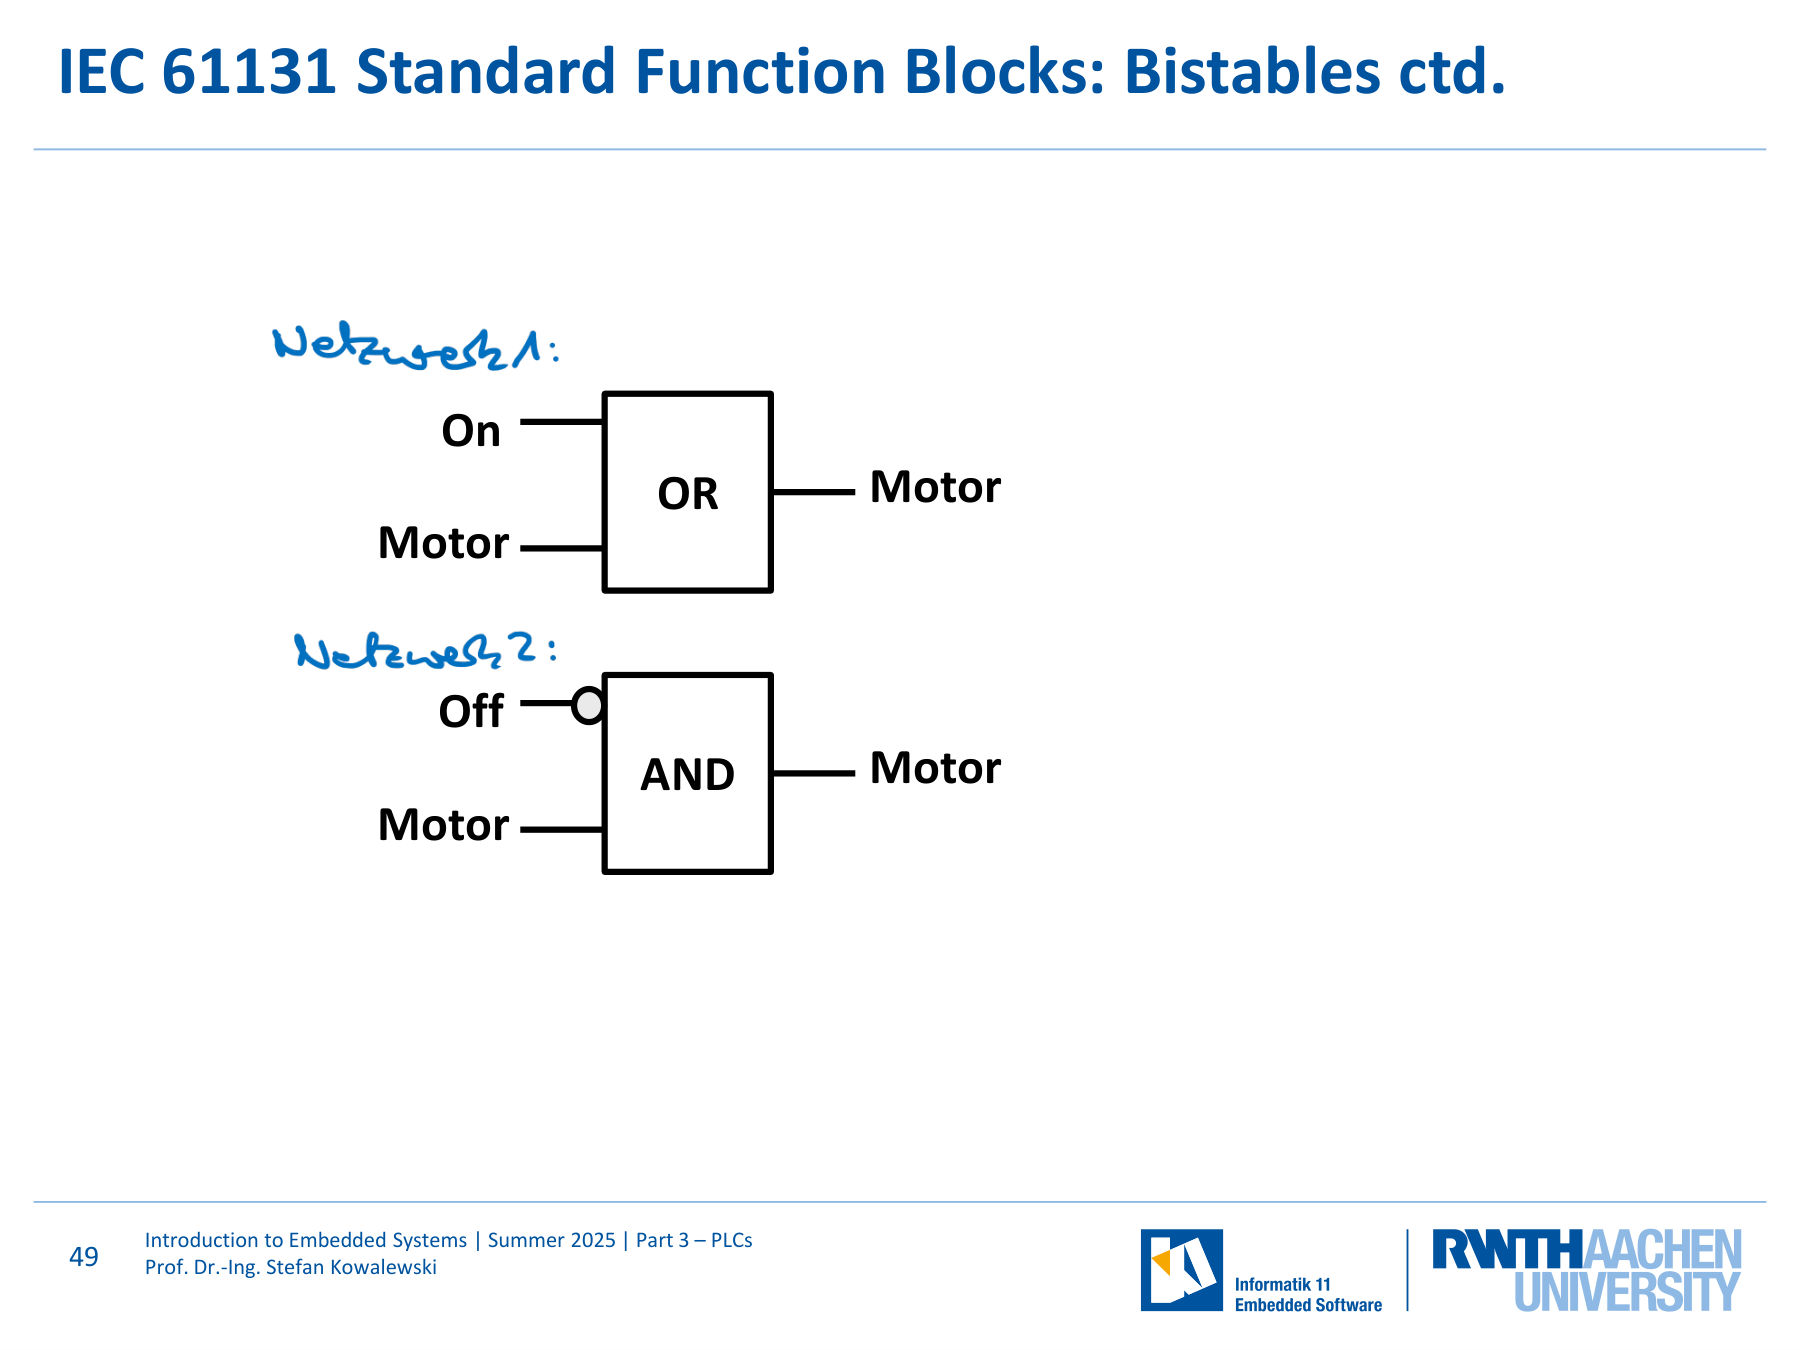 IEC 61131 Standard Function Blocks: Bistables ctd.
Netzwerk 1:
On
OR
Motor
Motor
Netzwerk 2:
Off
AND
Motor
Motor
49
Introduction to Embedded Systems | Summer 2025 | Part 3 – PLCs
Prof. Dr.-Ing. Stefan Kowalewski
Informatik 11
Embedded Software
RWTH AACHEN
UNIVERSITY